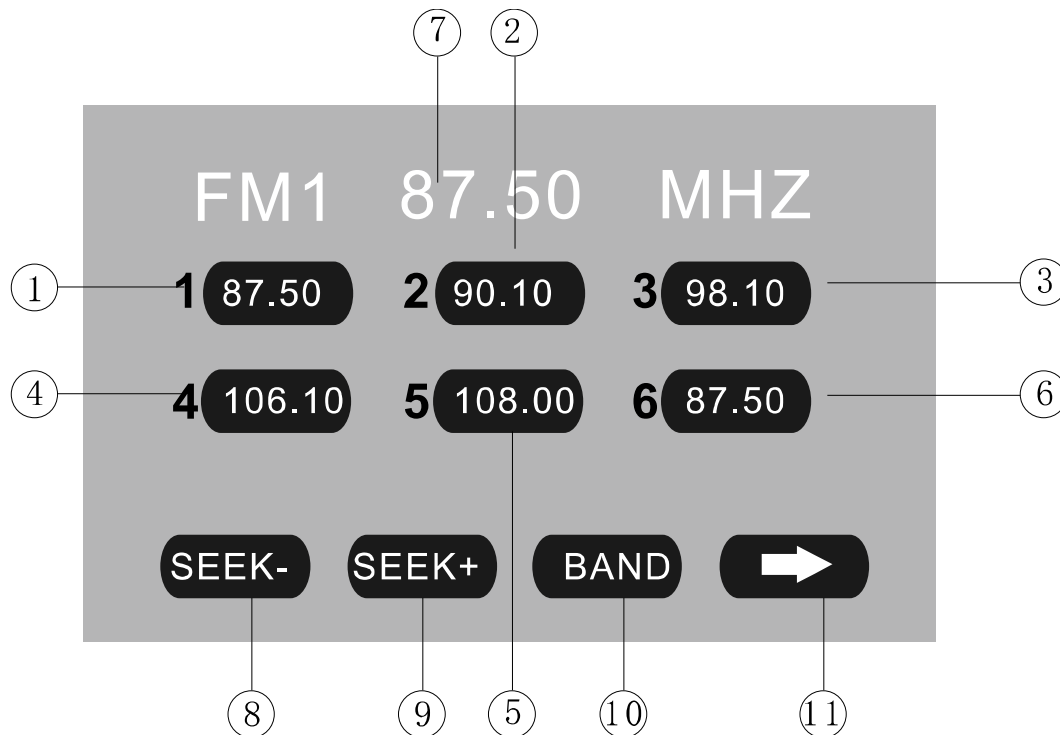 ⑦ ②
FM1 87.50 MHZ
① 1 87.50 2 90.10 3 98.10 ③
④ 4 106.10 5 108.00 6 87.50 ⑥
SEEK- SEEK+ BAND
⑧ ⑨ ⑤ ⑩ ⑪